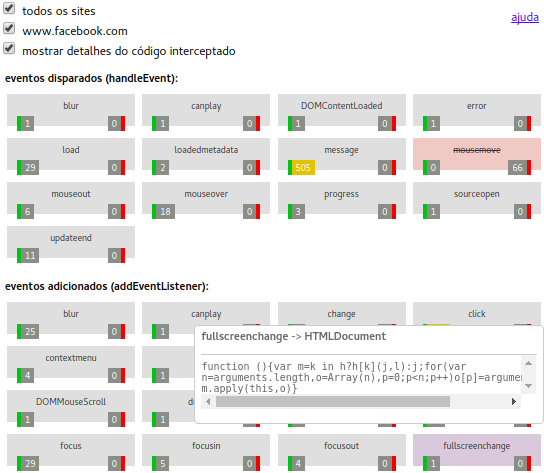 todos os sites
ajuda
www.facebook.com
mostrar detalhes do código interceptado
eventos disparados (handleEvent):
blur canplay DOMContentLoaded error
1 0 1 0 1 0 1 0
load loadedmetadata message mousemove
29 0 2 0 505 0 0 66
mouseout mouseover progress sourceopen
6 0 18 0 3 0 1 0
updateend
11 0
eventos adicionados (addEventListener):
blur canplay change click
25 0 1
fullscreenchange -> HTMLDocument
contextmenu
4 0 1
function (){var m=k in h?h[k](j,l):j;for(var
n=arguments.length,o=Array(n),p=0;p<n;p++)o[p]=argume
m.apply(this,o)}
DOMMouseScroll
1 0 1
focus focusin focusout fullscreenchange
29 0 5 0 4 0 1 0